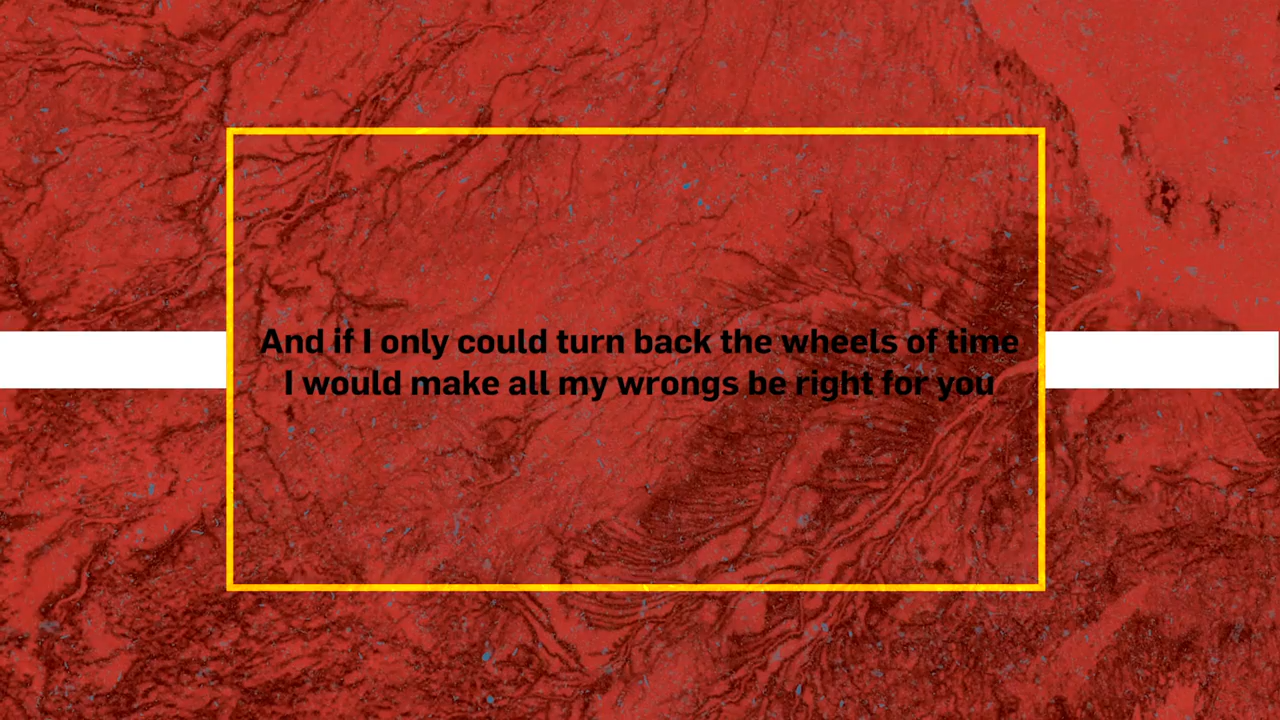 And if I only could turn back the wheels of time
I would make all my wrongs be right for you